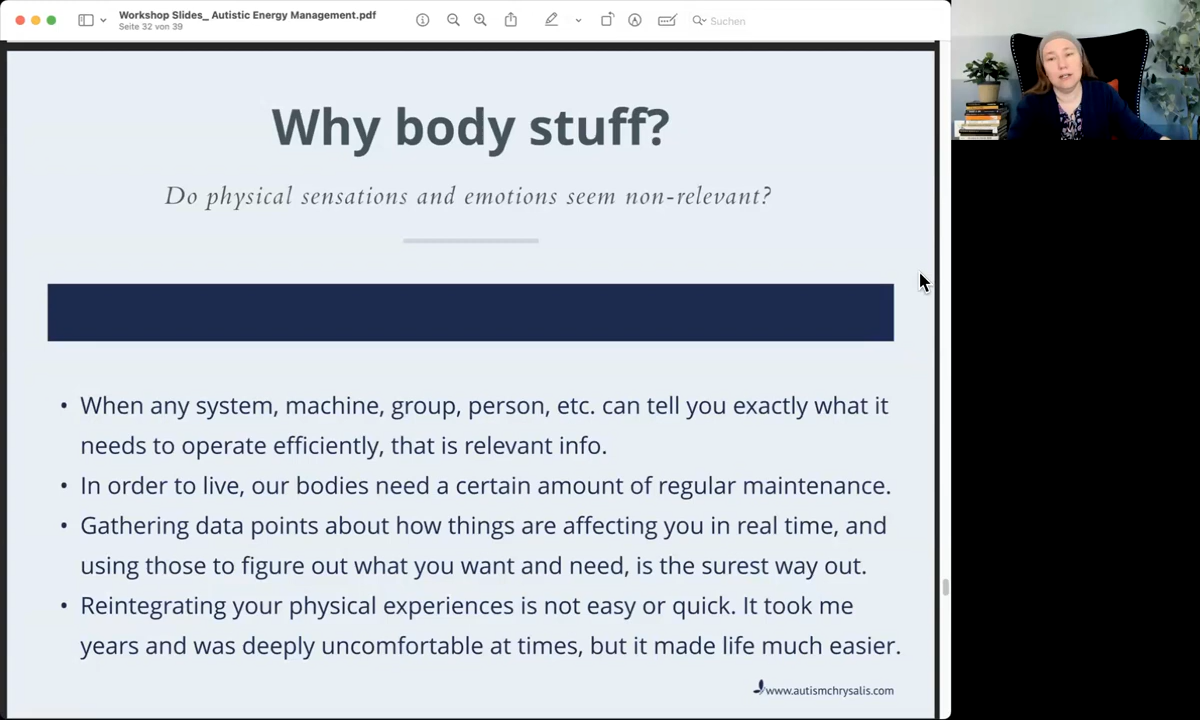 Workshop Slides_ Autistic Energy Management.pdf
Seite 32 von 39
Suchen
Why body stuff?
Do physical sensations and emotions seem non-relevant?
• When any system, machine, group, person, etc. can tell you exactly what it
needs to operate efficiently, that is relevant info.
• In order to live, our bodies need a certain amount of regular maintenance.
• Gathering data points about how things are affecting you in real time, and
using those to figure out what you want and need, is the surest way out.
• Reintegrating your physical experiences is not easy or quick. It took me
years and was deeply uncomfortable at times, but it made life much easier.
www.autismchrysalis.com